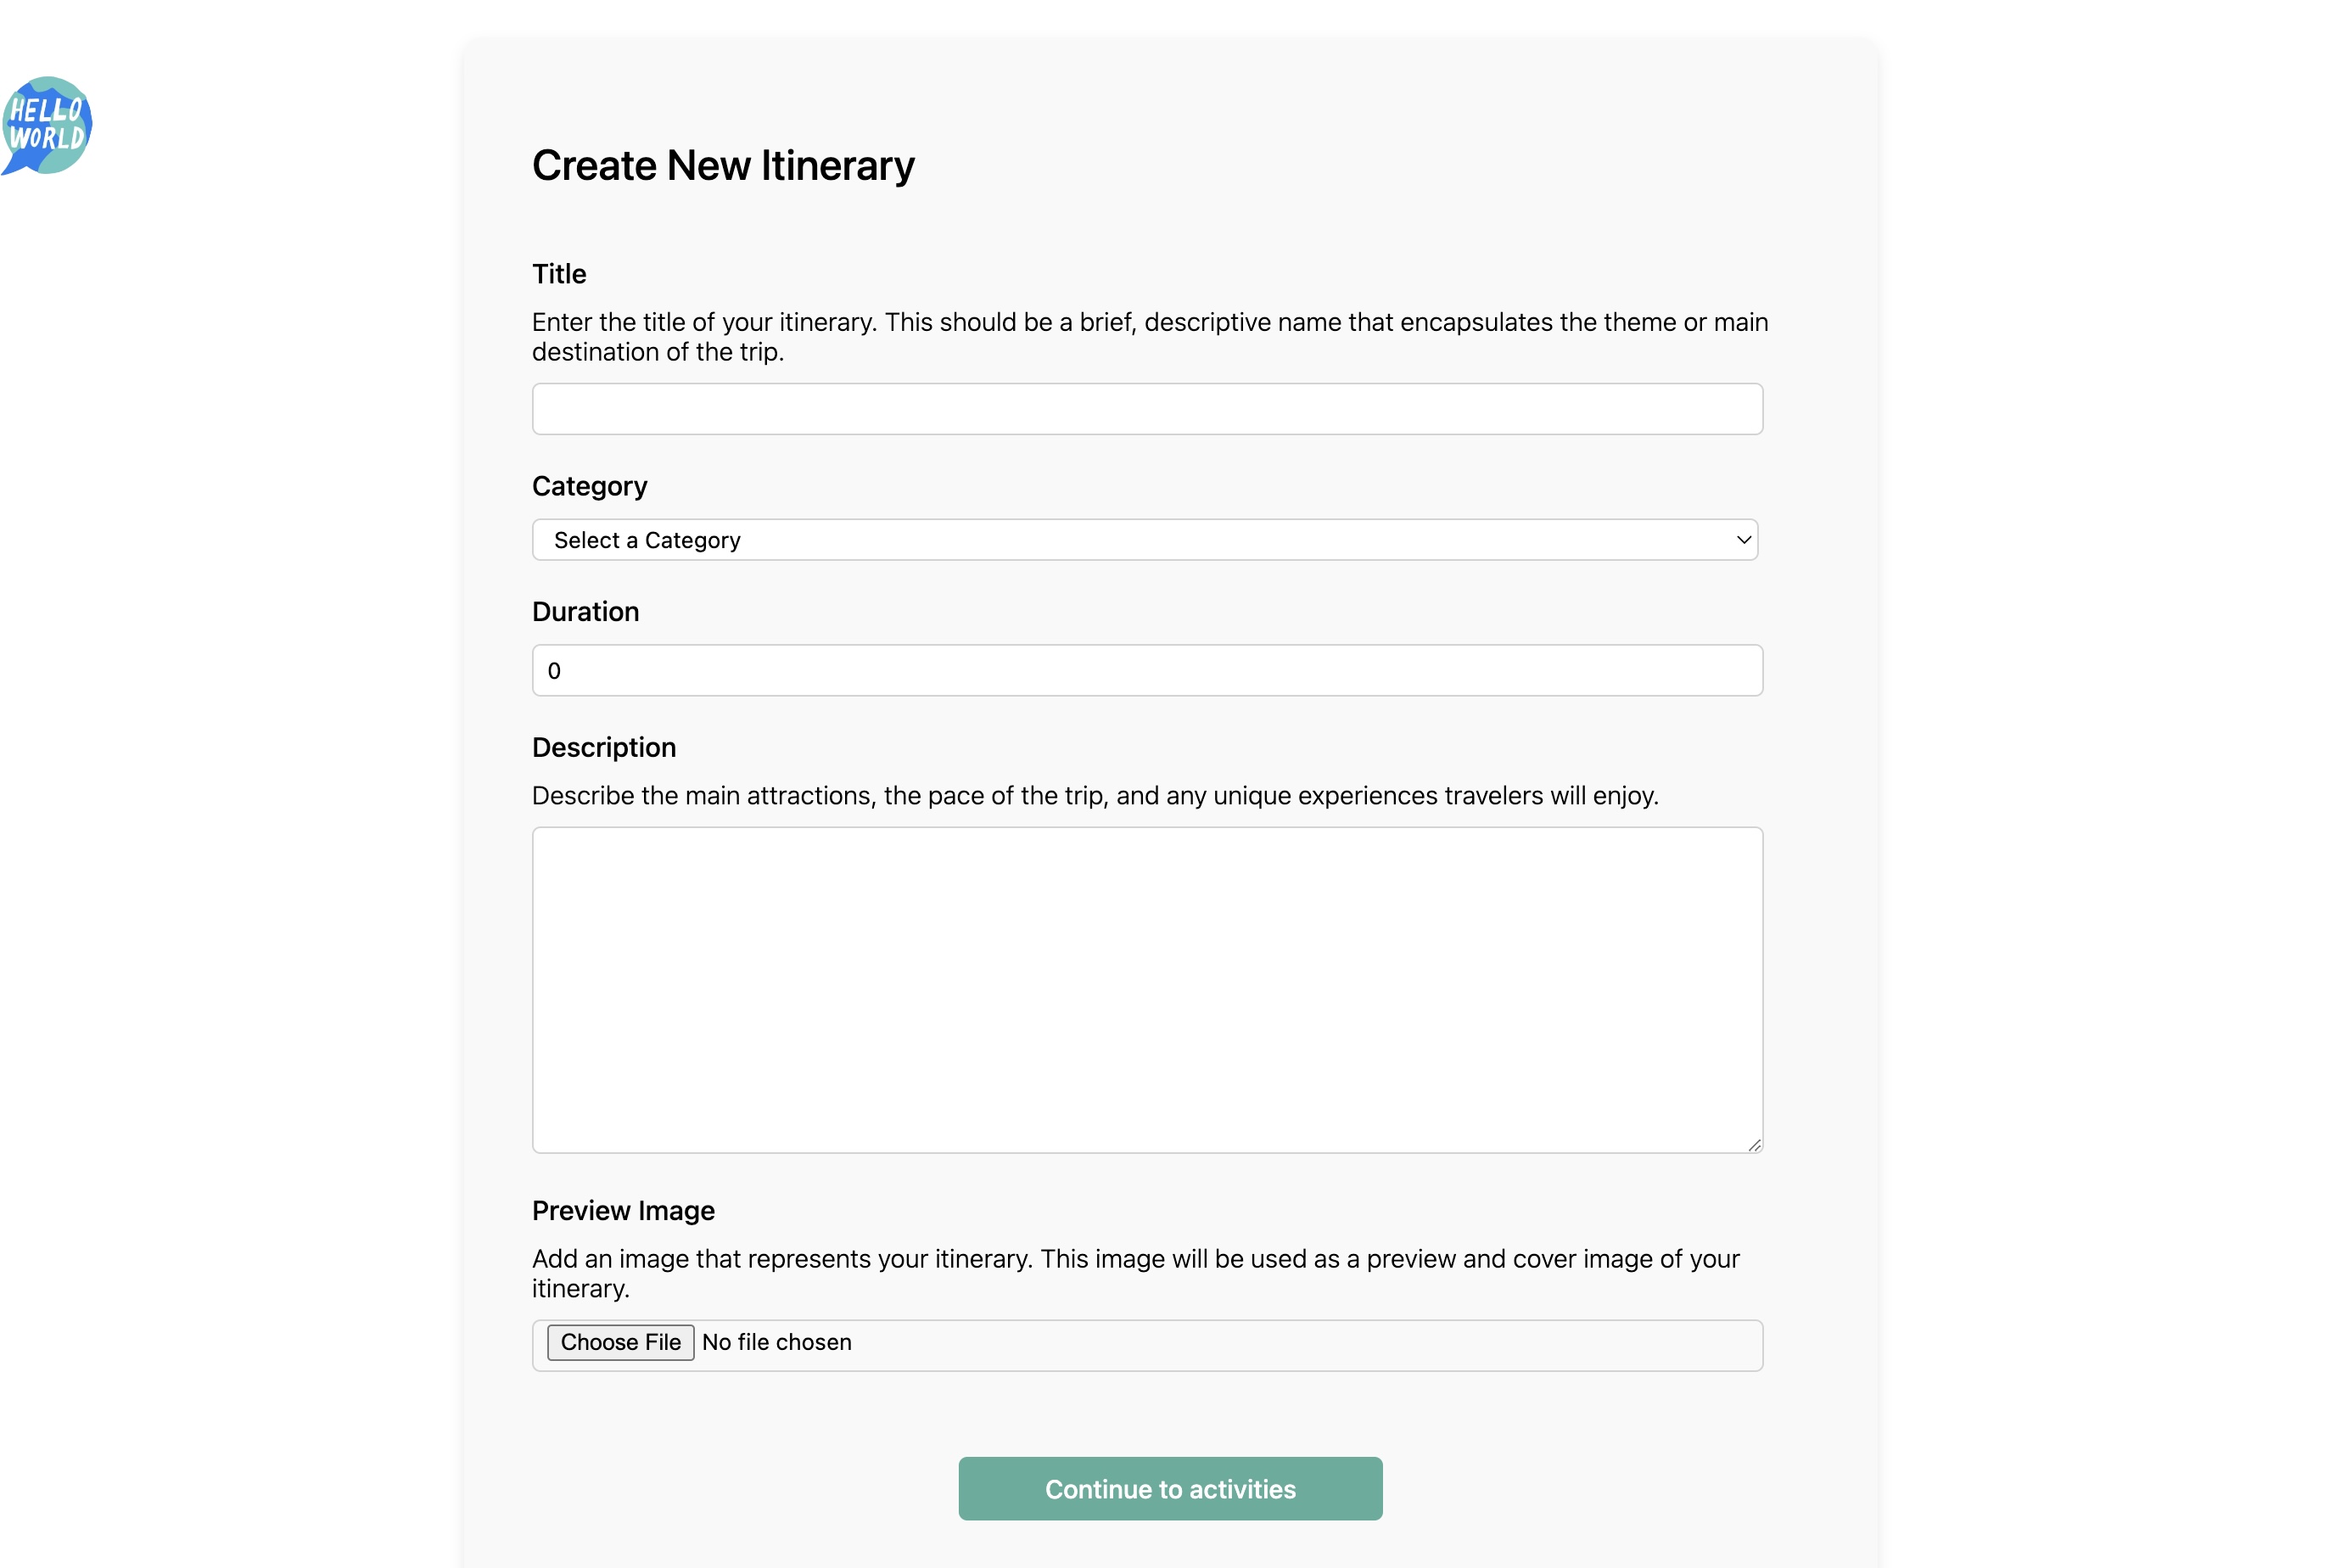 HELLO
WORLD
Create New Itinerary
Title
Enter the title of your itinerary. This should be a brief, descriptive name that encapsulates the theme or main
destination of the trip.
Category
Select a Category
Duration
0
Description
Describe the main attractions, the pace of the trip, and any unique experiences travelers will enjoy.
Preview Image
Add an image that represents your itinerary. This image will be used as a preview and cover image of your
itinerary.
Choose File No file chosen
Continue to activities